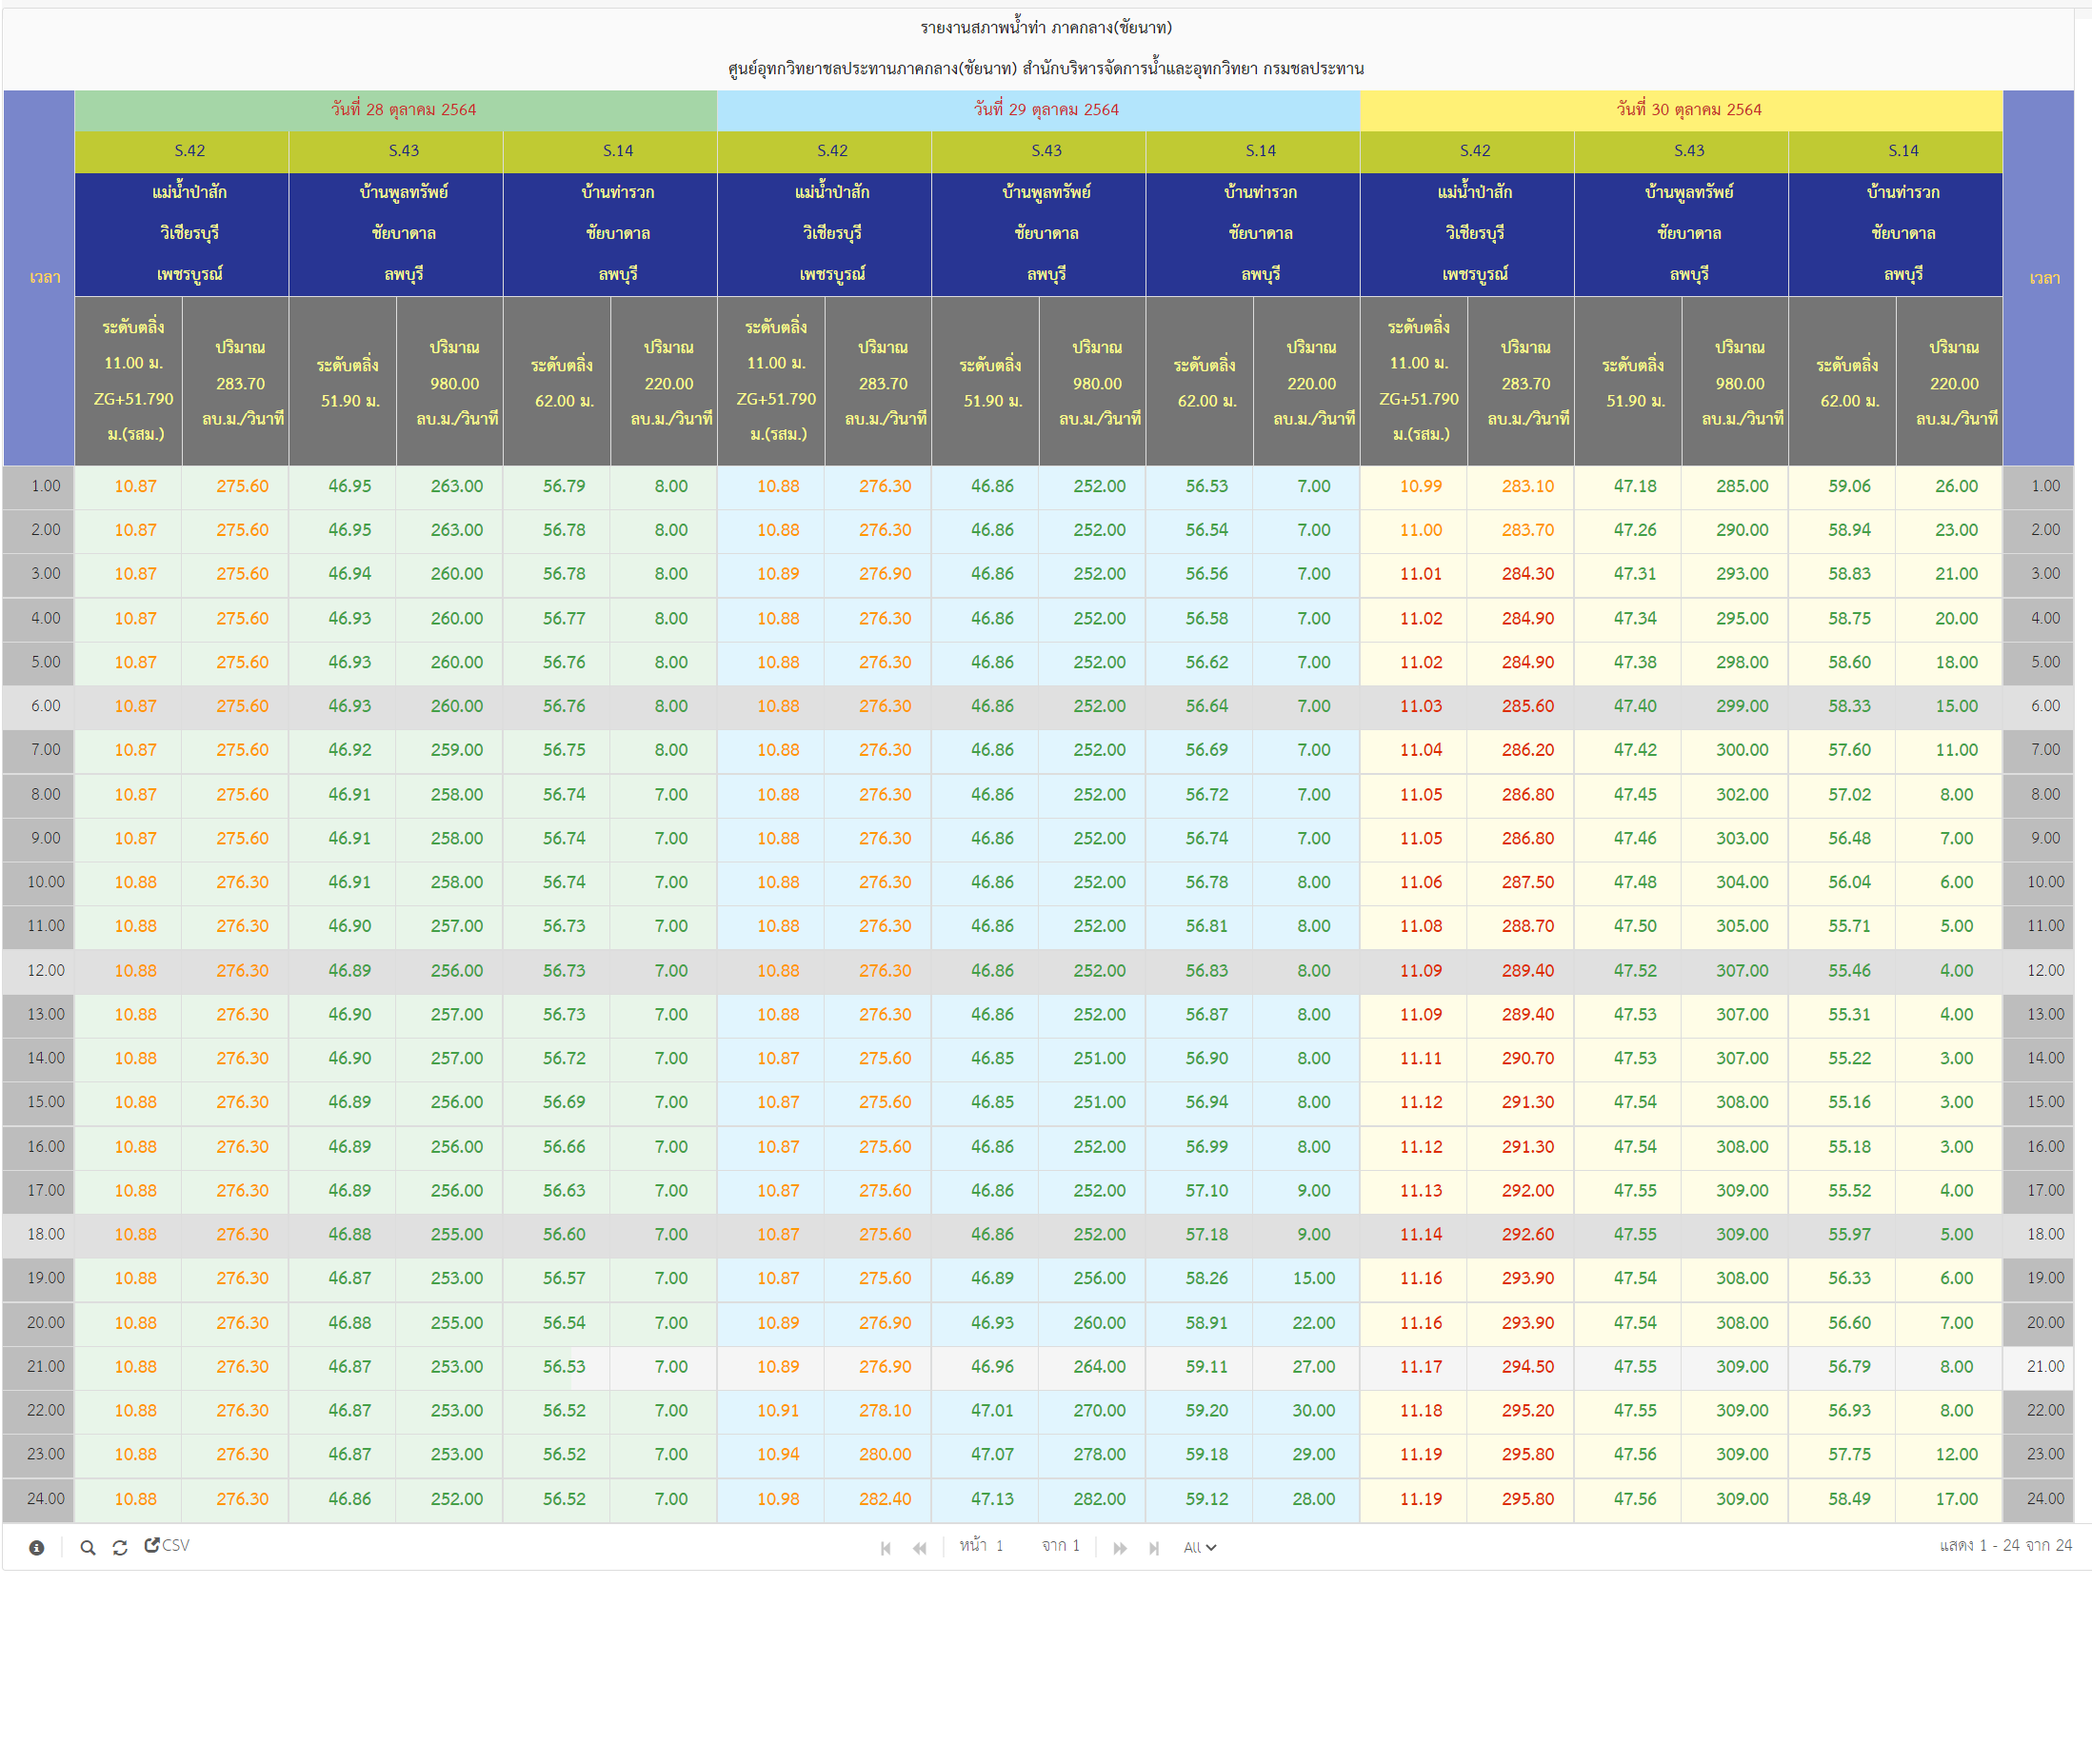 รายงานสภาพน้ำท่า ภาคกลาง(ชัยนาท)
ศูนย์อุทกวิทยาชลประทานภาคกลาง(ชัยนาท) สำนักบริหารจัดการน้ำและอุทกวิทยา กรมชลประทาน
เวลา วันที่ 28 ตุลาคม 2564 วันที่ 29 ตุลาคม 2564 วันที่ 30 ตุลาคม 2564 เวลา
S.42 S.43 S.14 S.42 S.43 S.14 S.42 S.43 S.14
แม่น้ำป่าสัก บ้านพูลทรัพย์ บ้านท่ารวก แม่น้ำป่าสัก บ้านพูลทรัพย์ บ้านท่ารวก แม่น้ำป่าสัก บ้านพูลทรัพย์ บ้านท่ารวก
วิเชียรบุรี ชัยบาดาล ชัยบาดาล วิเชียรบุรี ชัยบาดาล ชัยบาดาล วิเชียรบุรี ชัยบาดาล ชัยบาดาล
เพชรบูรณ์ ลพบุรี ลพบุรี เพชรบูรณ์ ลพบุรี ลพบุรี เพชรบูรณ์ ลพบุรี ลพบุรี
ระดับตลิ่ง 11.00 ม. ZG+51.790 ม.(รสม.) ปริมาณ 283.70 ลบ.ม./วินาที ระดับตลิ่ง 51.90 ม. ปริมาณ 980.00 ลบ.ม./วินาที ระดับตลิ่ง 62.00 ม. ปริมาณ 220.00 ลบ.ม./วินาที ระดับตลิ่ง 11.00 ม. ZG+51.790 ม.(รสม.) ปริมาณ 283.70 ลบ.ม./วินาที ระดับตลิ่ง 51.90 ม. ปริมาณ 980.00 ลบ.ม./วินาที ระดับตลิ่ง 62.00 ม. ปริมาณ 220.00 ลบ.ม./วินาที ระดับตลิ่ง 11.00 ม. ZG+51.790 ม.(รสม.) ปริมาณ 283.70 ลบ.ม./วินาที ระดับตลิ่ง 51.90 ม. ปริมาณ 980.00 ลบ.ม./วินาที ระดับตลิ่ง 62.00 ม. ปริมาณ 220.00 ลบ.ม./วินาที
1.00 10.87 275.60 46.95 263.00 56.79 8.00 10.88 276.30 46.86 252.00 56.53 7.00 10.99 283.10 47.18 285.00 59.06 26.00 1.00
2.00 10.87 275.60 46.95 263.00 56.78 8.00 10.88 276.30 46.86 252.00 56.54 7.00 11.00 283.70 47.26 290.00 58.94 23.00 2.00
3.00 10.87 275.60 46.94 260.00 56.78 8.00 10.89 276.90 46.86 252.00 56.56 7.00 11.01 284.30 47.31 293.00 58.83 21.00 3.00
4.00 10.87 275.60 46.93 260.00 56.77 8.00 10.88 276.30 46.86 252.00 56.58 7.00 11.02 284.90 47.34 295.00 58.75 20.00 4.00
5.00 10.87 275.60 46.93 260.00 56.76 8.00 10.88 276.30 46.86 252.00 56.62 7.00 11.02 284.90 47.38 298.00 58.60 18.00 5.00
6.00 10.87 275.60 46.93 260.00 56.76 8.00 10.88 276.30 46.86 252.00 56.64 7.00 11.03 285.60 47.40 299.00 58.33 15.00 6.00
7.00 10.87 275.60 46.92 259.00 56.75 8.00 10.88 276.30 46.86 252.00 56.69 7.00 11.04 286.20 47.42 300.00 57.60 11.00 7.00
8.00 10.87 275.60 46.91 258.00 56.74 7.00 10.88 276.30 46.86 252.00 56.72 7.00 11.05 286.80 47.45 302.00 57.02 8.00 8.00
9.00 10.87 275.60 46.91 258.00 56.74 7.00 10.88 276.30 46.86 252.00 56.74 7.00 11.05 286.80 47.46 303.00 56.48 7.00 9.00
10.00 10.88 276.30 46.91 258.00 56.74 7.00 10.88 276.30 46.86 252.00 56.78 8.00 11.06 287.50 47.48 304.00 56.04 6.00 10.00
11.00 10.88 276.30 46.90 257.00 56.73 7.00 10.88 276.30 46.86 252.00 56.81 8.00 11.08 288.70 47.50 305.00 55.71 5.00 11.00
12.00 10.88 276.30 46.89 256.00 56.73 7.00 10.88 276.30 46.86 252.00 56.83 8.00 11.09 289.40 47.52 307.00 55.46 4.00 12.00
13.00 10.88 276.30 46.90 257.00 56.73 7.00 10.88 276.30 46.86 252.00 56.87 8.00 11.09 289.40 47.53 307.00 55.31 4.00 13.00
14.00 10.88 276.30 46.90 257.00 56.72 7.00 10.87 275.60 46.85 251.00 56.90 8.00 11.11 290.70 47.53 307.00 55.22 3.00 14.00
15.00 10.88 276.30 46.89 256.00 56.69 7.00 10.87 275.60 46.85 251.00 56.94 8.00 11.12 291.30 47.54 308.00 55.16 3.00 15.00
16.00 10.88 276.30 46.89 256.00 56.66 7.00 10.87 275.60 46.86 252.00 56.99 8.00 11.12 291.30 47.54 308.00 55.18 3.00 16.00
17.00 10.88 276.30 46.89 256.00 56.63 7.00 10.87 275.60 46.86 252.00 57.10 9.00 11.13 292.00 47.55 309.00 55.52 4.00 17.00
18.00 10.88 276.30 46.88 255.00 56.60 7.00 10.87 275.60 46.86 252.00 57.18 9.00 11.14 292.60 47.55 309.00 55.97 5.00 18.00
19.00 10.88 276.30 46.87 253.00 56.57 7.00 10.87 275.60 46.89 256.00 58.26 15.00 11.16 293.90 47.54 308.00 56.33 6.00 19.00
20.00 10.88 276.30 46.88 255.00 56.54 7.00 10.89 276.90 46.93 260.00 58.91 22.00 11.16 293.90 47.54 308.00 56.60 7.00 20.00
21.00 10.88 276.30 46.87 253.00 56.53 7.00 10.89 276.90 46.96 264.00 59.11 27.00 11.17 294.50 47.55 309.00 56.79 8.00 21.00
22.00 10.88 276.30 46.87 253.00 56.52 7.00 10.91 278.10 47.01 270.00 59.20 30.00 11.18 295.20 47.55 309.00 56.93 8.00 22.00
23.00 10.88 276.30 46.87 253.00 56.52 7.00 10.94 280.00 47.07 278.00 59.18 29.00 11.19 295.80 47.56 309.00 57.75 12.00 23.00
24.00 10.88 276.30 46.86 252.00 56.52 7.00 10.98 282.40 47.13 282.00 59.12 28.00 11.19 295.80 47.56 309.00 58.49 17.00 24.00
CSV หน้า 1 จาก 1 All แสดง 1 - 24 จาก 24